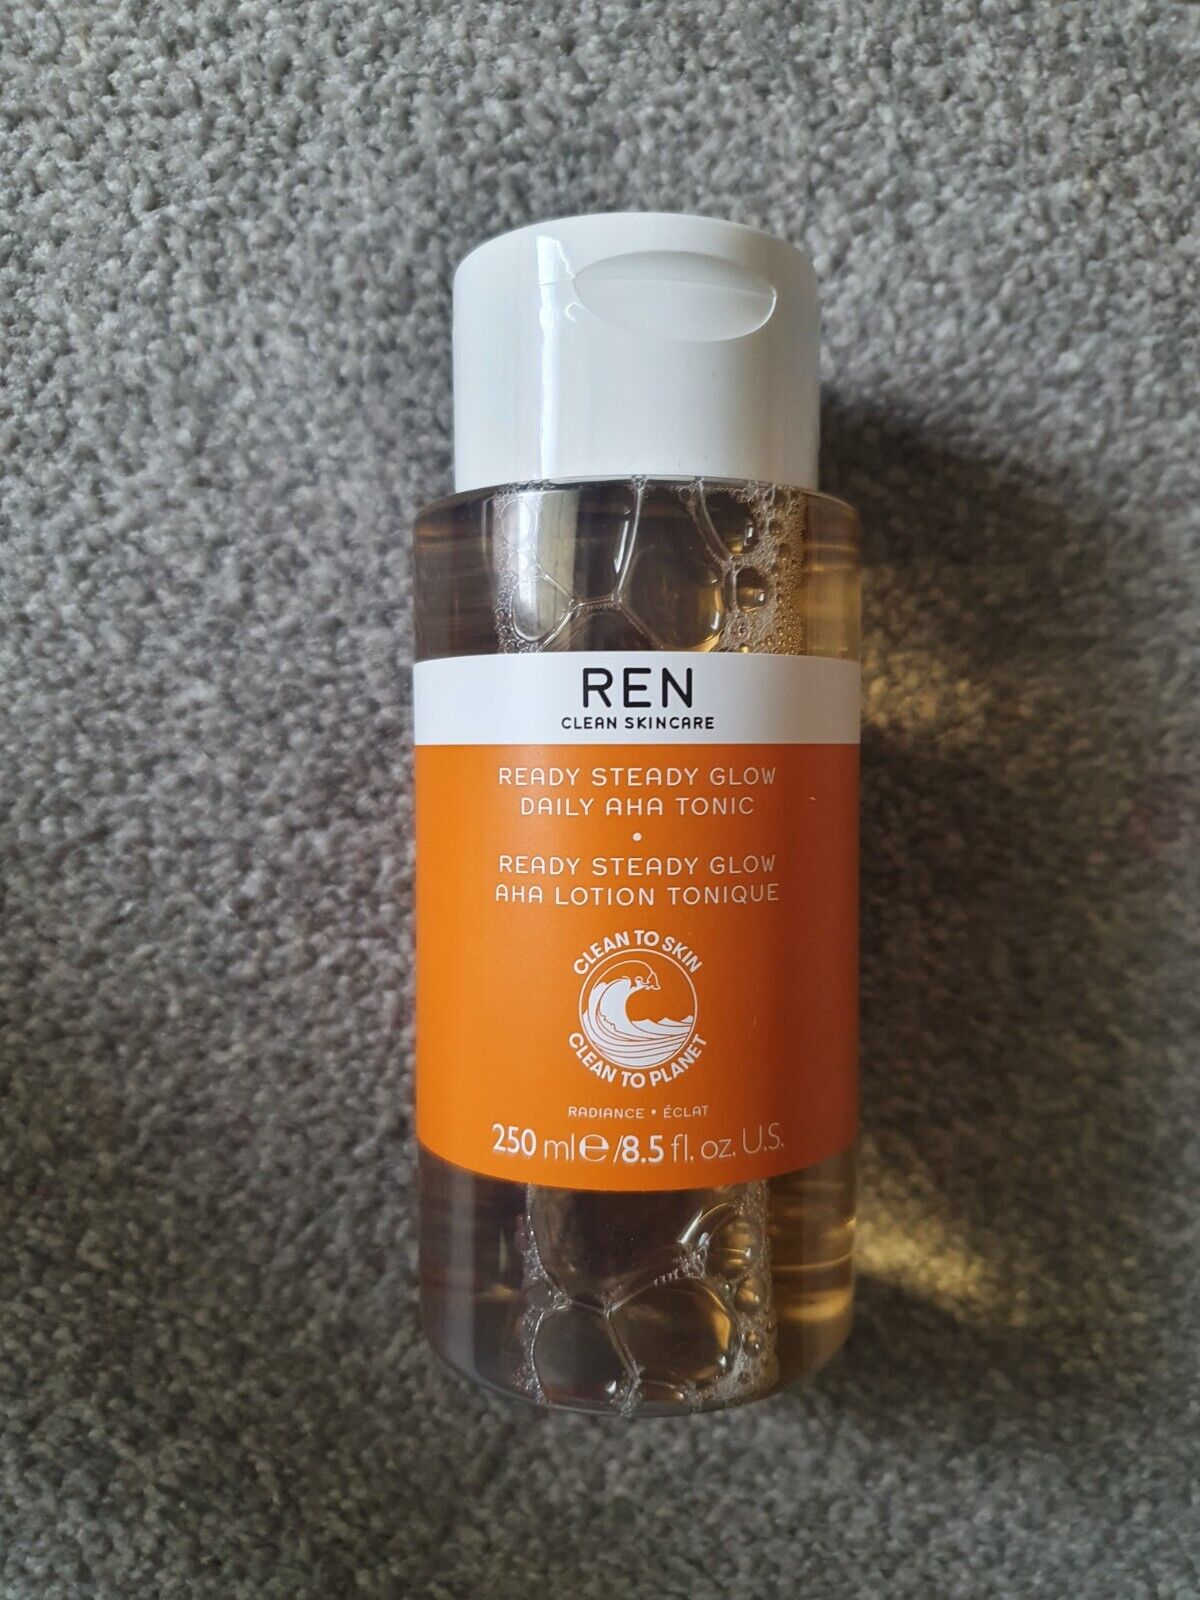 REN
CLEAN SKINCARE
READY STEADY GLOW
DAILY AHA TONIC
•
READY STEADY GLOW
AHA LOTION TONIQUE
CLEAN TO SKIN
CLEAN TO PLANET
RADIANCE • ÉCLAT
250 ml℮/8.5 fl. oz. U.S.